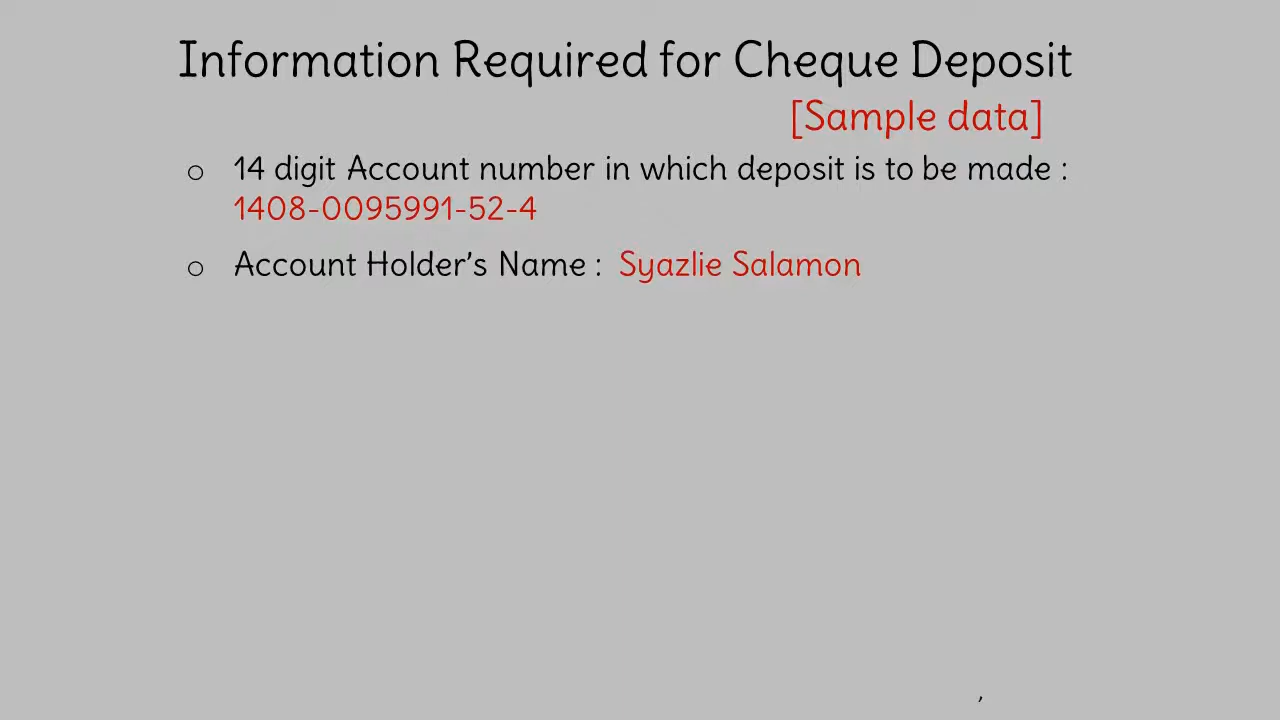 Information Required for Cheque Deposit
[Sample data]
o 14 digit Account number in which deposit is to be made :
1408-0095991-52-4
o Account Holder's Name : Syazlie Salamon
,